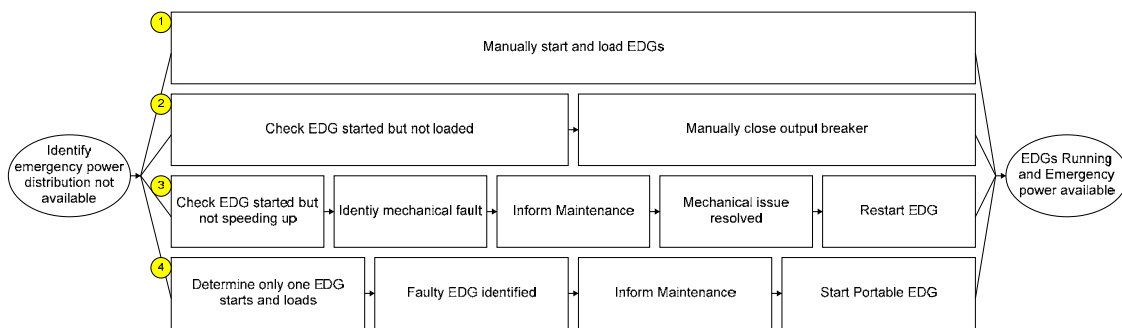 1
Manually start and load EDGs
2
Check EDG started but not loaded
Manually close output breaker
Identify
emergency power
distribution not
available
EDGs Running
and Emergency
power available
3
Check EDG started but
not speeding up
Identiy mechanical fault
Inform Maintenance
Mechanical issue
resolved
Restart EDG
4
Determine only one EDG
starts and loads
Faulty EDG identified
Inform Maintenance
Start Portable EDG